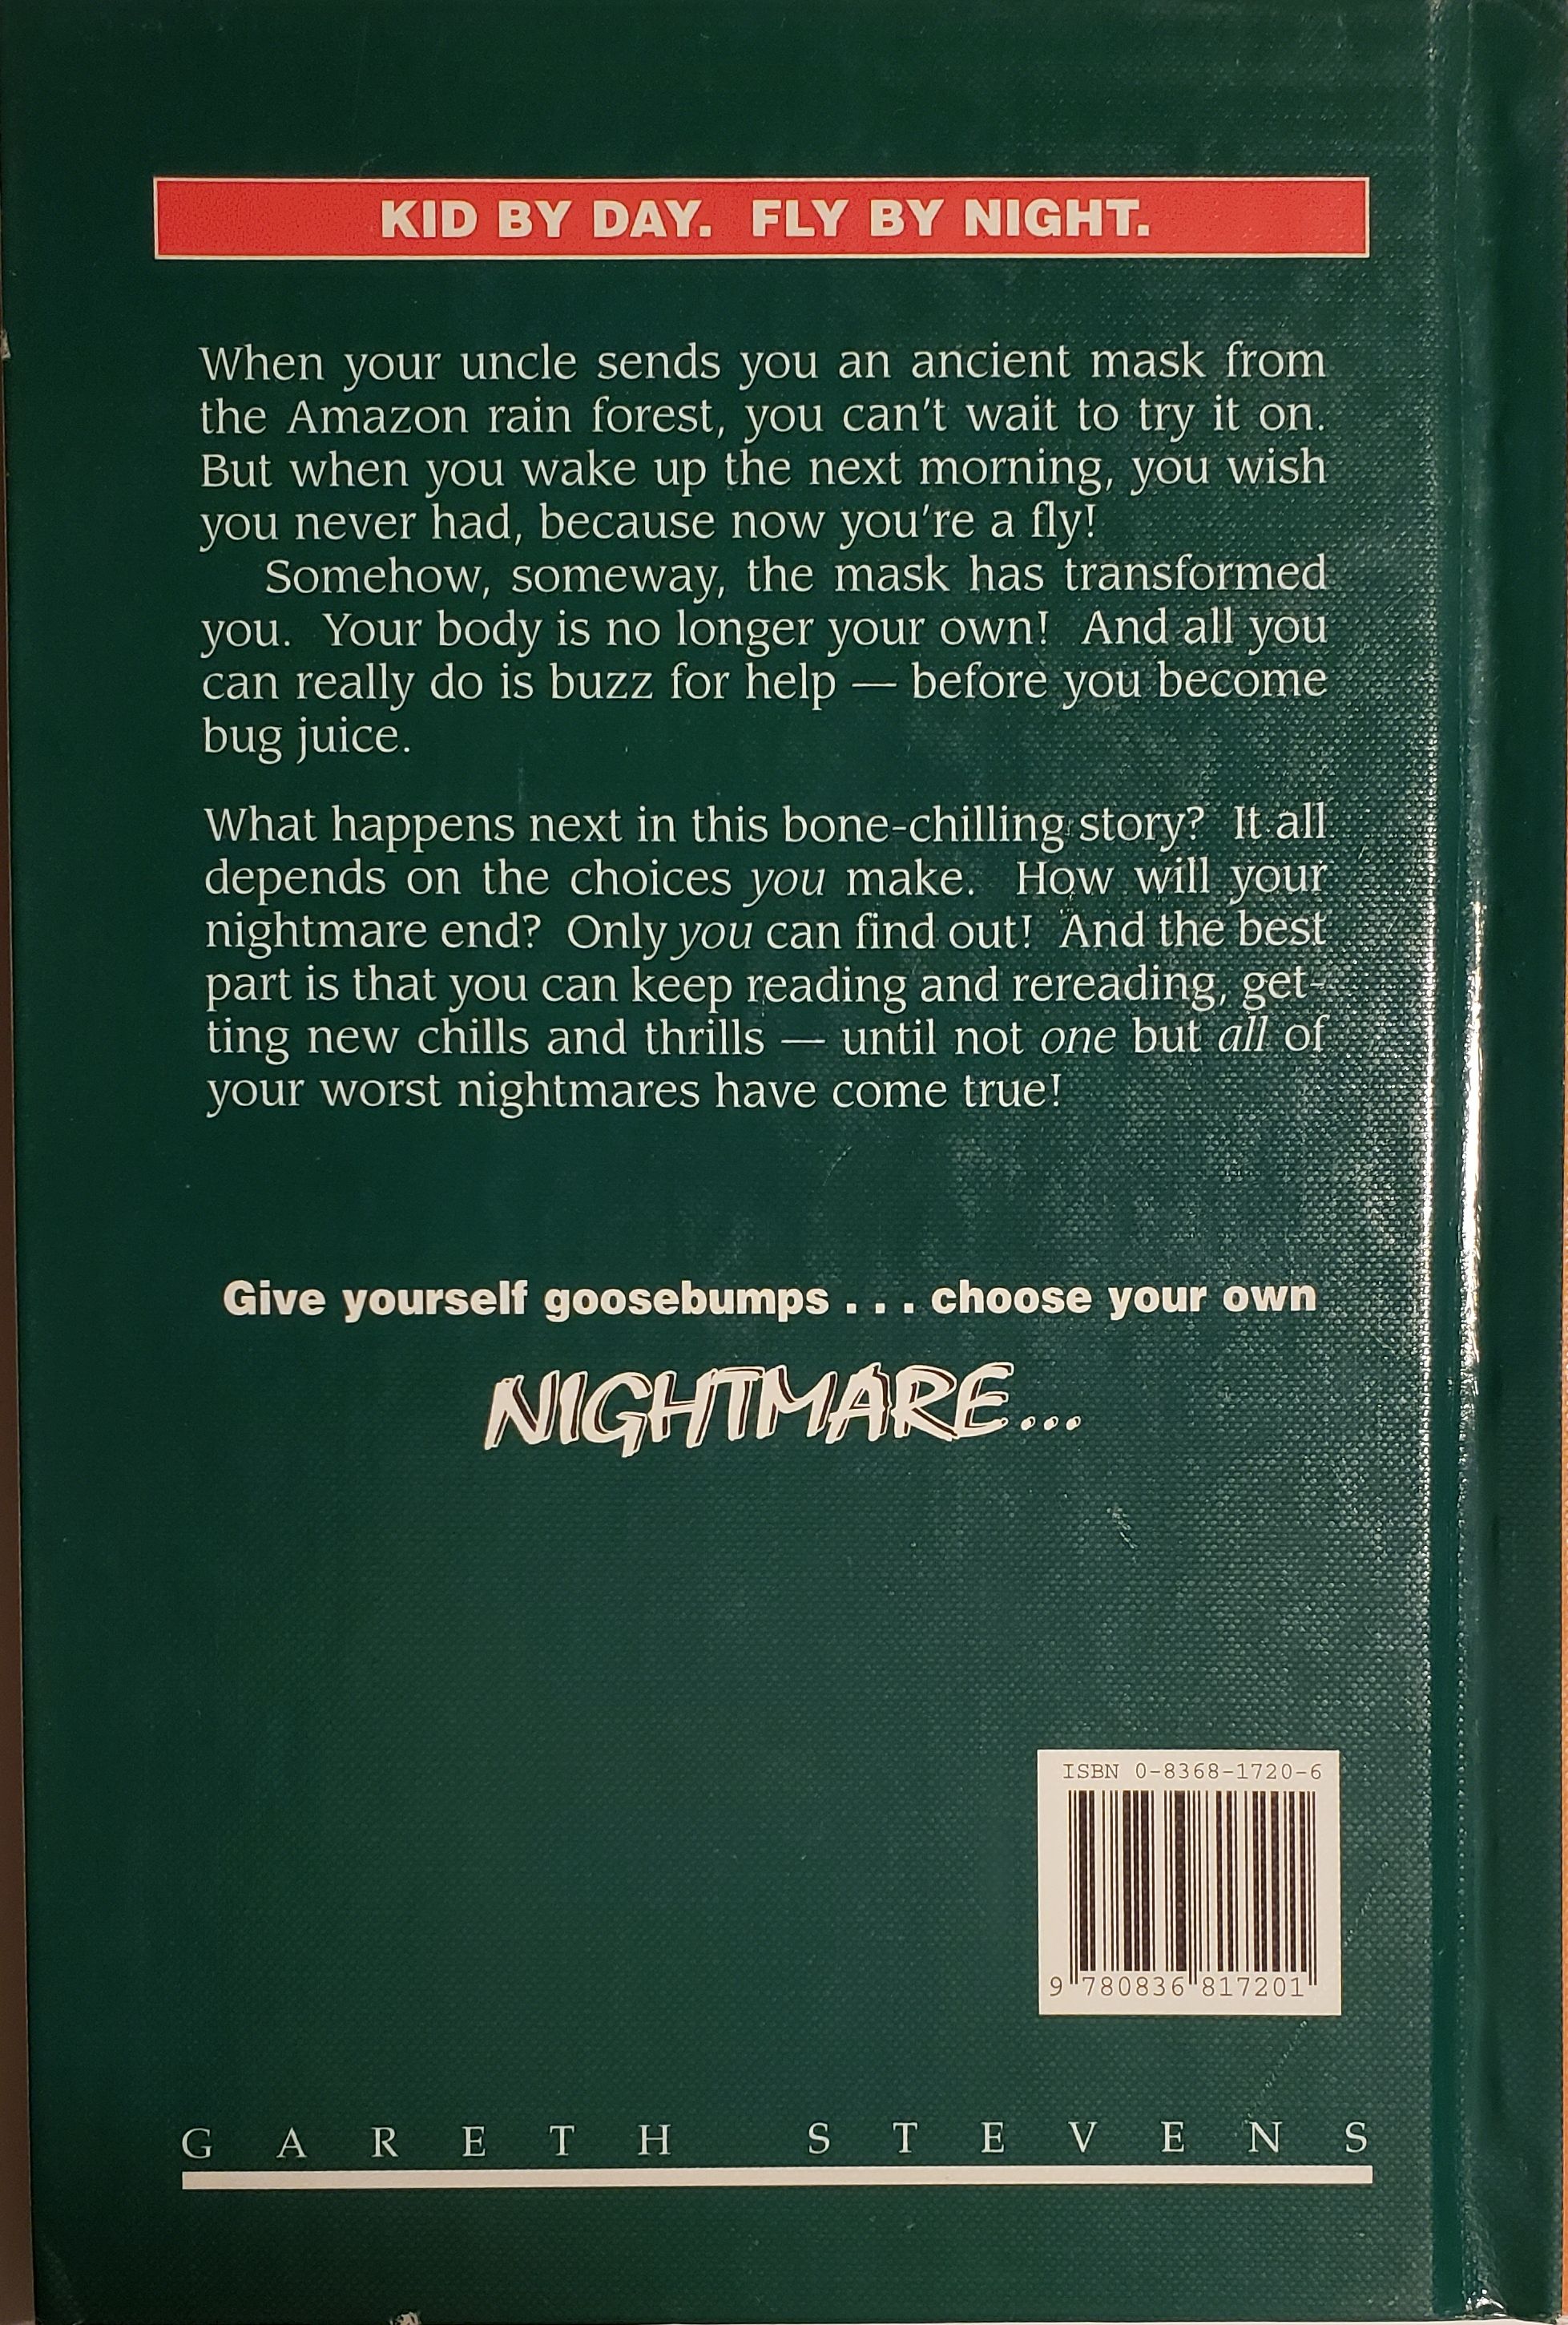 KID BY DAY. FLY BY NIGHT.
When your uncle sends you an ancient mask from
the Amazon rain forest, you can't wait to try it on.
But when you wake up the next morning, you wish
you never had, because now you're a fly!
Somehow, someway, the mask has transformed
you. Your body is no longer your own! And all you
can really do is buzz for help — before you become
bug juice.
What happens next in this bone-chilling story? It all
depends on the choices you make. How will your
nightmare end? Only you can find out! And the best
part is that you can keep reading and rereading, get-
ting new chills and thrills — until not one but all of
your worst nightmares have come true!
Give yourself goosebumps . . . choose your own
NIGHTMARE...
ISBN 0-8368-1720-6
9 780836 817201
GARETH STEVENS